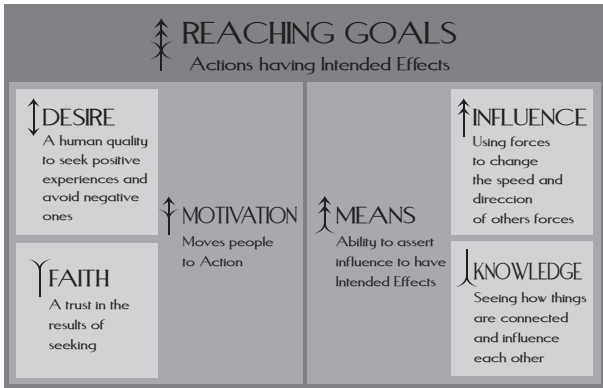 REACHING GOALS
Actions having Intended Effects
DESIRE
A human quality
to seek positive
experiences and
avoid negative
ones
FAITH
A trust in the
results of
seeking
MOTIVATION
Moves people
to Action
MEANS
Ability to assert
influence to have
Intended Effects
INFLUENCE
Using forces
to change
the speed and
direccion
of others forces
KNOWLEDGE
Seeing how things
are connected
and influence
each other